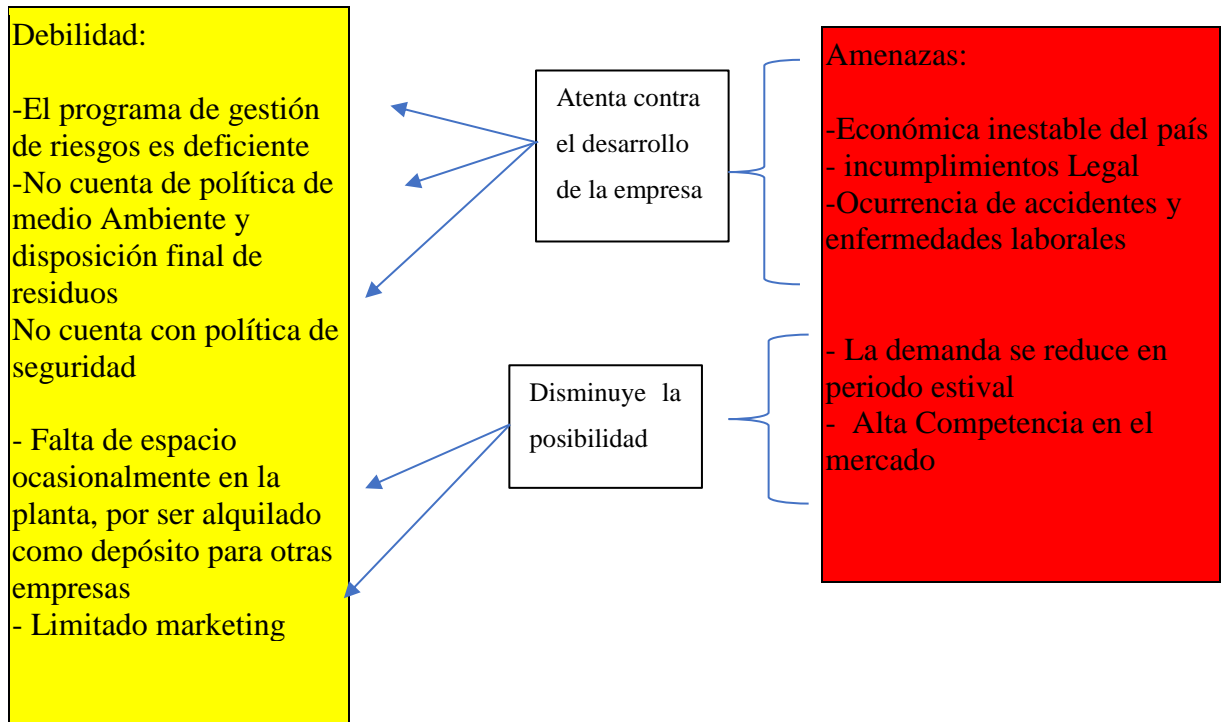 Debilidad:
-El programa de gestión
de riesgos es deficiente
-No cuenta de política de
medio Ambiente y
disposición final de
residuos
No cuenta con política de
seguridad
- Falta de espacio
ocasionalmente en la
planta, por ser alquilado
como depósito para otras
empresas
- Limitado marketing
Atenta contra
el desarrollo
de la empresa
Disminuye la
posibilidad
Amenazas:
-Económica inestable del país
- incumplimientos Legal
-Ocurrencia de accidentes y
enfermedades laborales
- La demanda se reduce en
periodo estival
- Alta Competencia en el
mercado